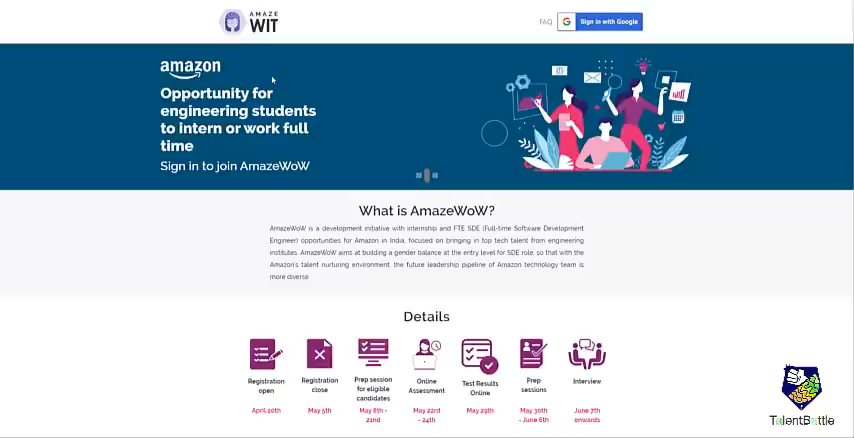 AMAZE
WIT
FAQ
Sign in with Google
amazon
Opportunity for
engineering students
to intern or work full
time
Sign in to join AmazeWoW
What is AmazeWoW?
AmazeWoW is a development initiative with internship and FTE SDE (Full-time Software Development
Engineer) opportunities for Amazon in India, focused on bringing in top tech talent from engineering
institutes. AmazeWoW aims at building a gender balance at the entry level for SDE role, so that with the
Amazon's talent nurturing environment, the future leadership pipeline of Amazon technology team is
more diverse
Details
Registration
open
April 20th
Registration
close
May 5th
Prep session
for eligible
candidates
May 8th -
22nd
Online
Assessment
May 22rd
- 24th
Test Results
Online
May 29th
Prep
sessions
May 30th
- June 6th
Interview
June 7th
onwards
TalentBattle